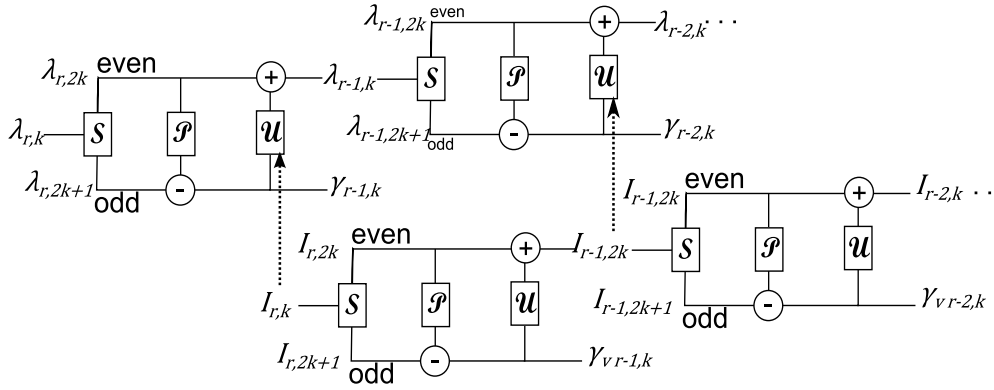 λr-1,2k even + λr-2,k · · ·
λr,2k even + λr-1,k S 𝒫 𝒰
λr,k S 𝒫 𝒰 λr-1,2k+1 odd - γr-2,k
λr,2k+1 odd - γr-1,k
Ir-1,2k even + Ir-2,k · ·
Ir,2k even + Ir-1,2k S 𝒫 𝒰
Ir,k S 𝒫 𝒰 Ir-1,2k+1 odd - γv r-2,k
Ir,2k+1 odd - γv r-1,k